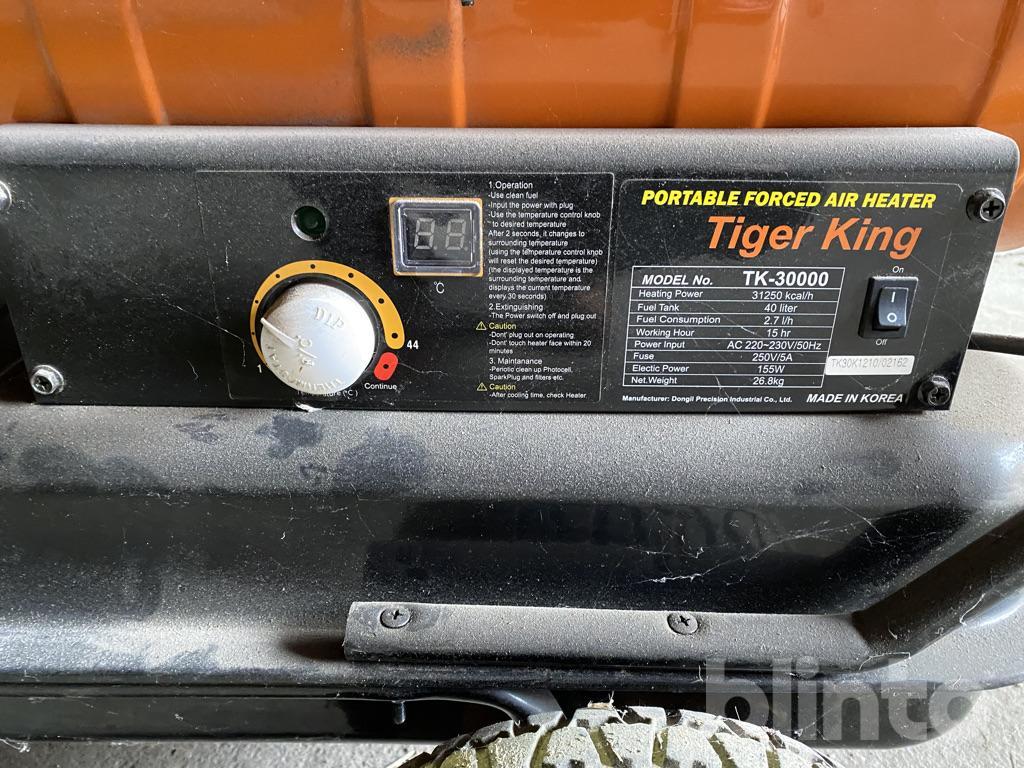 1.Operation
-Use clean fuel
-Input the power with plug
-Use the temperature control knob
to desired temperature
After 2 seconds, it changes to
surrounding temperature
(using the temperature control knob
will reset the desired temperature)
(the displayed temperature is the
surrounding temperature and
displays the current temperature
every 30 seconds)
2.Extinguishing
-The Power switch off and plug out
Caution
-Dont' plug out on operating
-Dont' touch heater face within 20
minutes
3. Maintanance
-Periotic clean up Photocell,
SparkPlug and filters etc.
Caution
-After cooling time, check Heater.
°C
1
44
Continue
(°C)
PORTABLE FORCED AIR HEATER
Tiger King
MODEL No. TK-30000
Heating Power 31250 kcal/h
Fuel Tank 40 liter
Fuel Consumption 2.7 l/h
Working Hour 15 hr
Power Input AC 220~230V/50Hz
Fuse 250V/5A
Electic Power 155W
Net.Weight 26.8kg
Manufacturer: Dongil Precision Industrial Co., Ltd.
On
I
O
Off
TK30K1210/02162
MADE IN KOREA
blinto